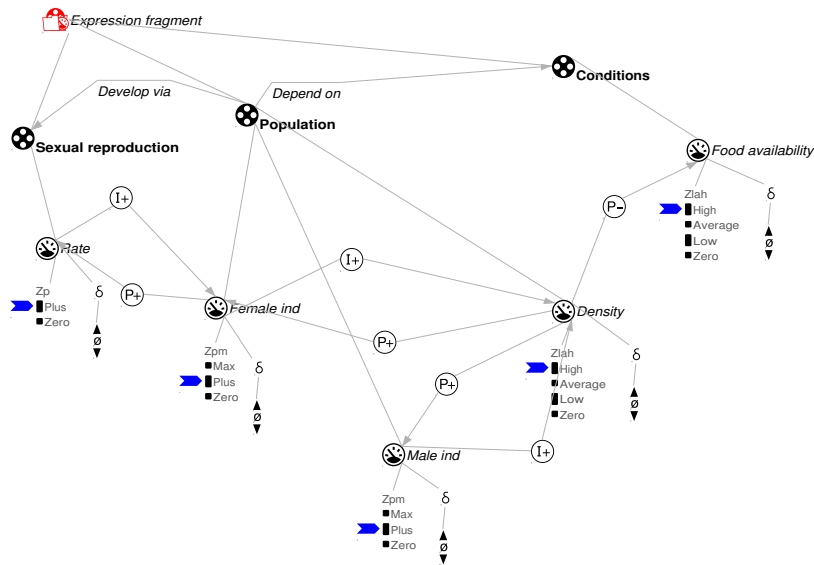 Expression fragment
Conditions
Develop via
Depend on
Population
Sexual reproduction
Food availability
Zlah
δ
High
Average
Low
Zero
ø
P−
I+
Rate
Zp
δ
Plus
Zero
ø
P+
Female ind
Zpm
δ
Max
Plus
Zero
ø
I+
P+
Density
Zlah
δ
High
Average
Low
Zero
ø
P+
I+
Male ind
Zpm
δ
Max
Plus
Zero
ø